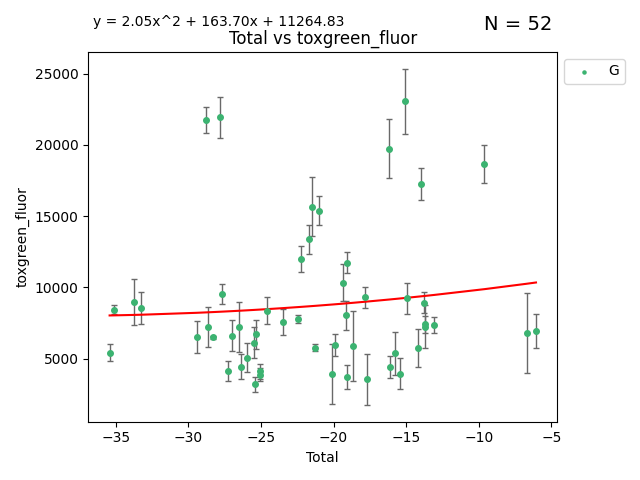 y = 2.05x^2 + 163.70x + 11264.83
N = 52
Total vs toxgreen_fluor
G
toxgreen_fluor
25000
20000
15000
10000
5000
−35 −30 −25 −20 −15 −10 −5
Total